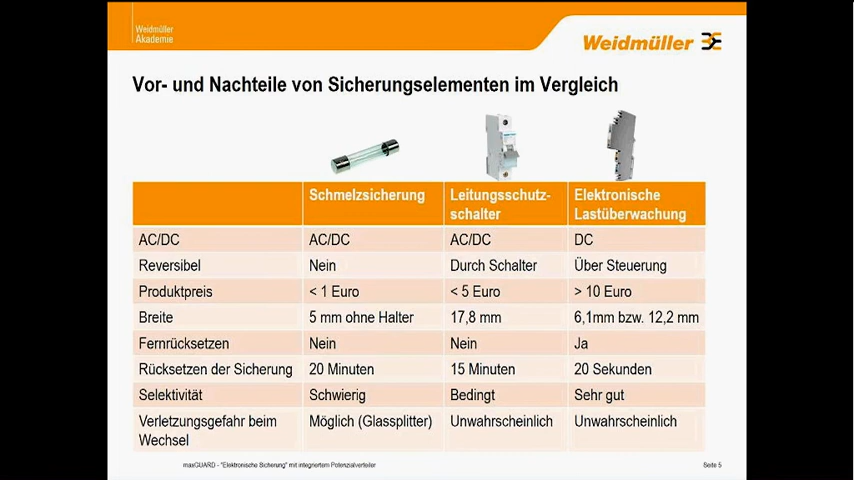 Weidmüller
Akademie
Weidmüller
Vor- und Nachteile von Sicherungselementen im Vergleich
Schmelzsicherung Leitungsschutz-schalter Elektronische Lastüberwachung
AC/DC AC/DC AC/DC DC
Reversibel Nein Durch Schalter Über Steuerung
Produktpreis < 1 Euro < 5 Euro > 10 Euro
Breite 5 mm ohne Halter 17,8 mm 6,1mm bzw. 12,2 mm
Fernrücksetzen Nein Nein Ja
Rücksetzen der Sicherung 20 Minuten 15 Minuten 20 Sekunden
Selektivität Schwierig Bedingt Sehr gut
Verletzungsgefahr beim Wechsel Möglich (Glassplitter) Unwahrscheinlich Unwahrscheinlich
maxGUARD - "Elektronische Sicherung" mit integriertem Potenzialverteiler
Seite 5